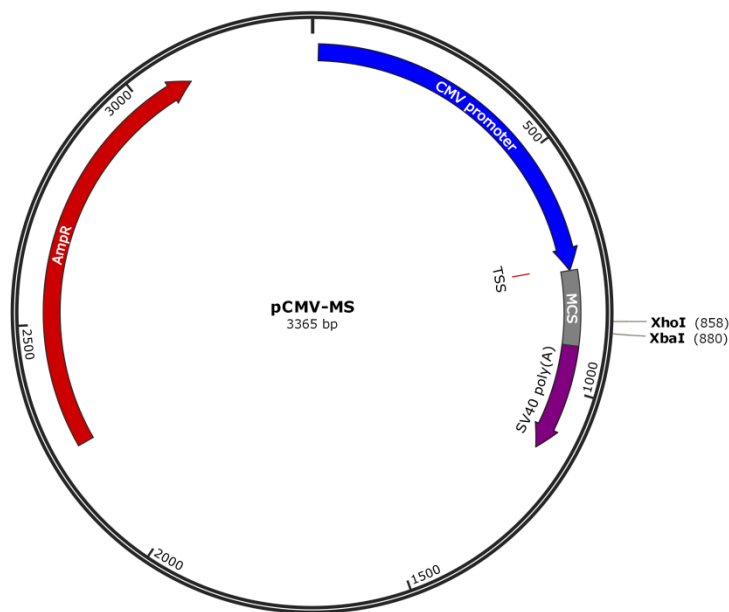 CMV promoter
500
TSS
MCS
XhoI (858)
XbaI (880)
SV40 poly(A)
1000
1500
2000
2500
AmpR
3000
pCMV-MS
3365 bp